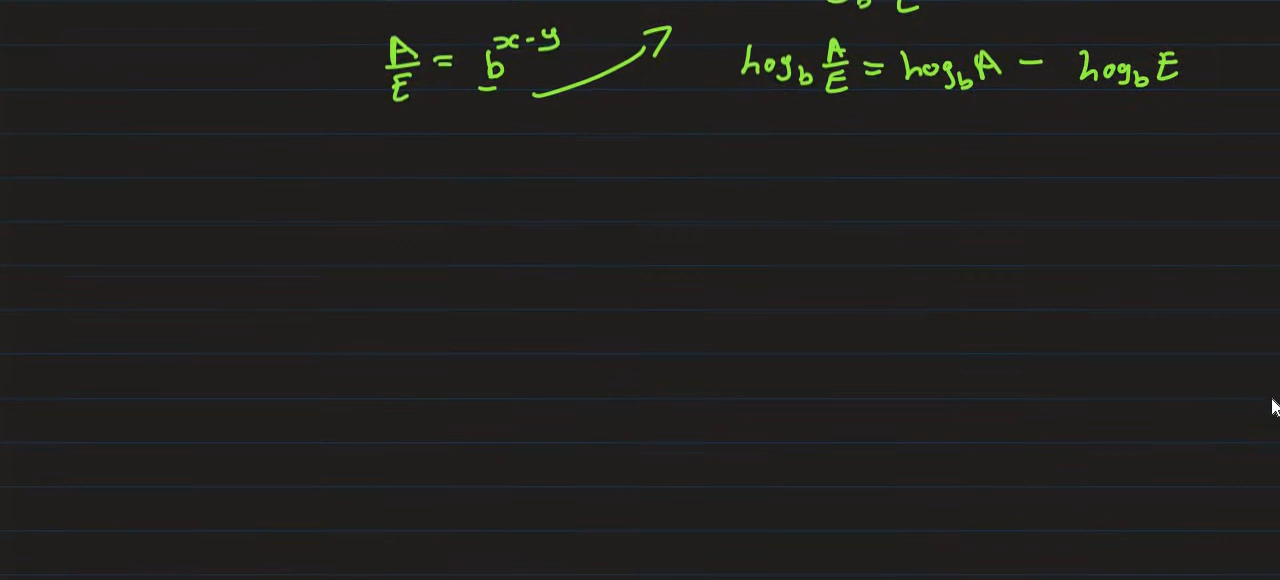 A/E = b^(x-y)
log_b A/E = log_b A - log_b E